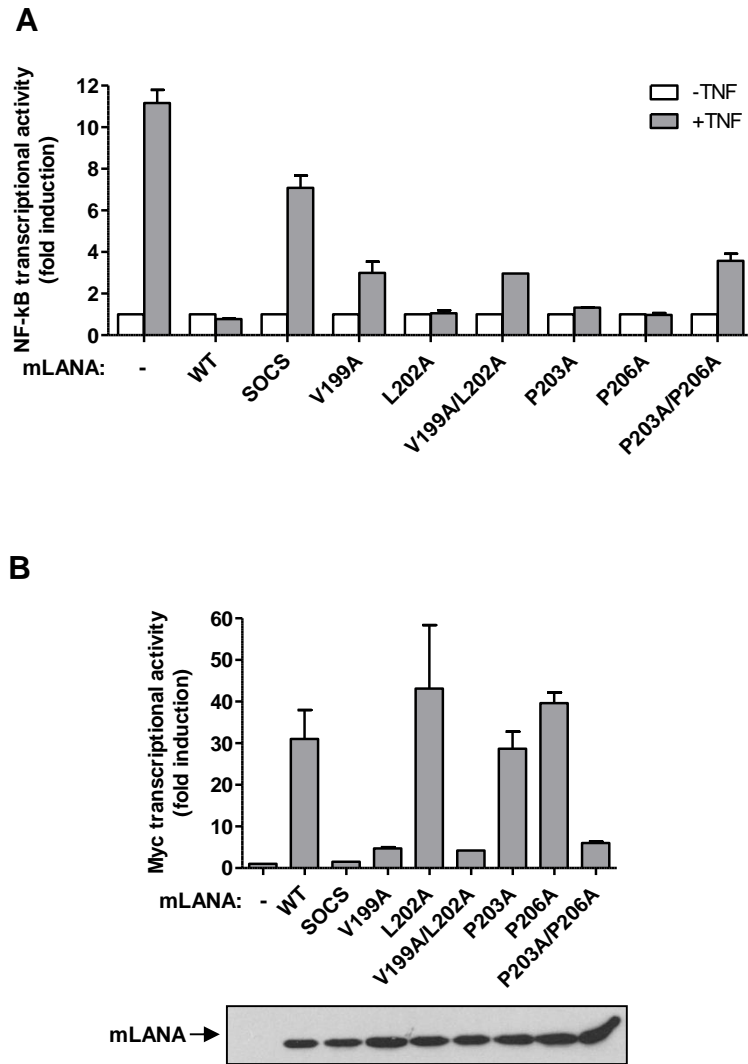 A
NF-kB transcriptional activity
(fold induction)
12
10
8
6
4
2
0
-TNF
+TNF
mLANA:
-
WT
SOCS
V199A
L202A
V199A/L202A
P203A
P206A
P203A/P206A
B
Myc transcriptional activity
(fold induction)
60
50
40
30
20
10
0
mLANA:
-
WT
SOCS
V199A
L202A
V199A/L202A
P203A
P206A
P203A/P206A
mLANA